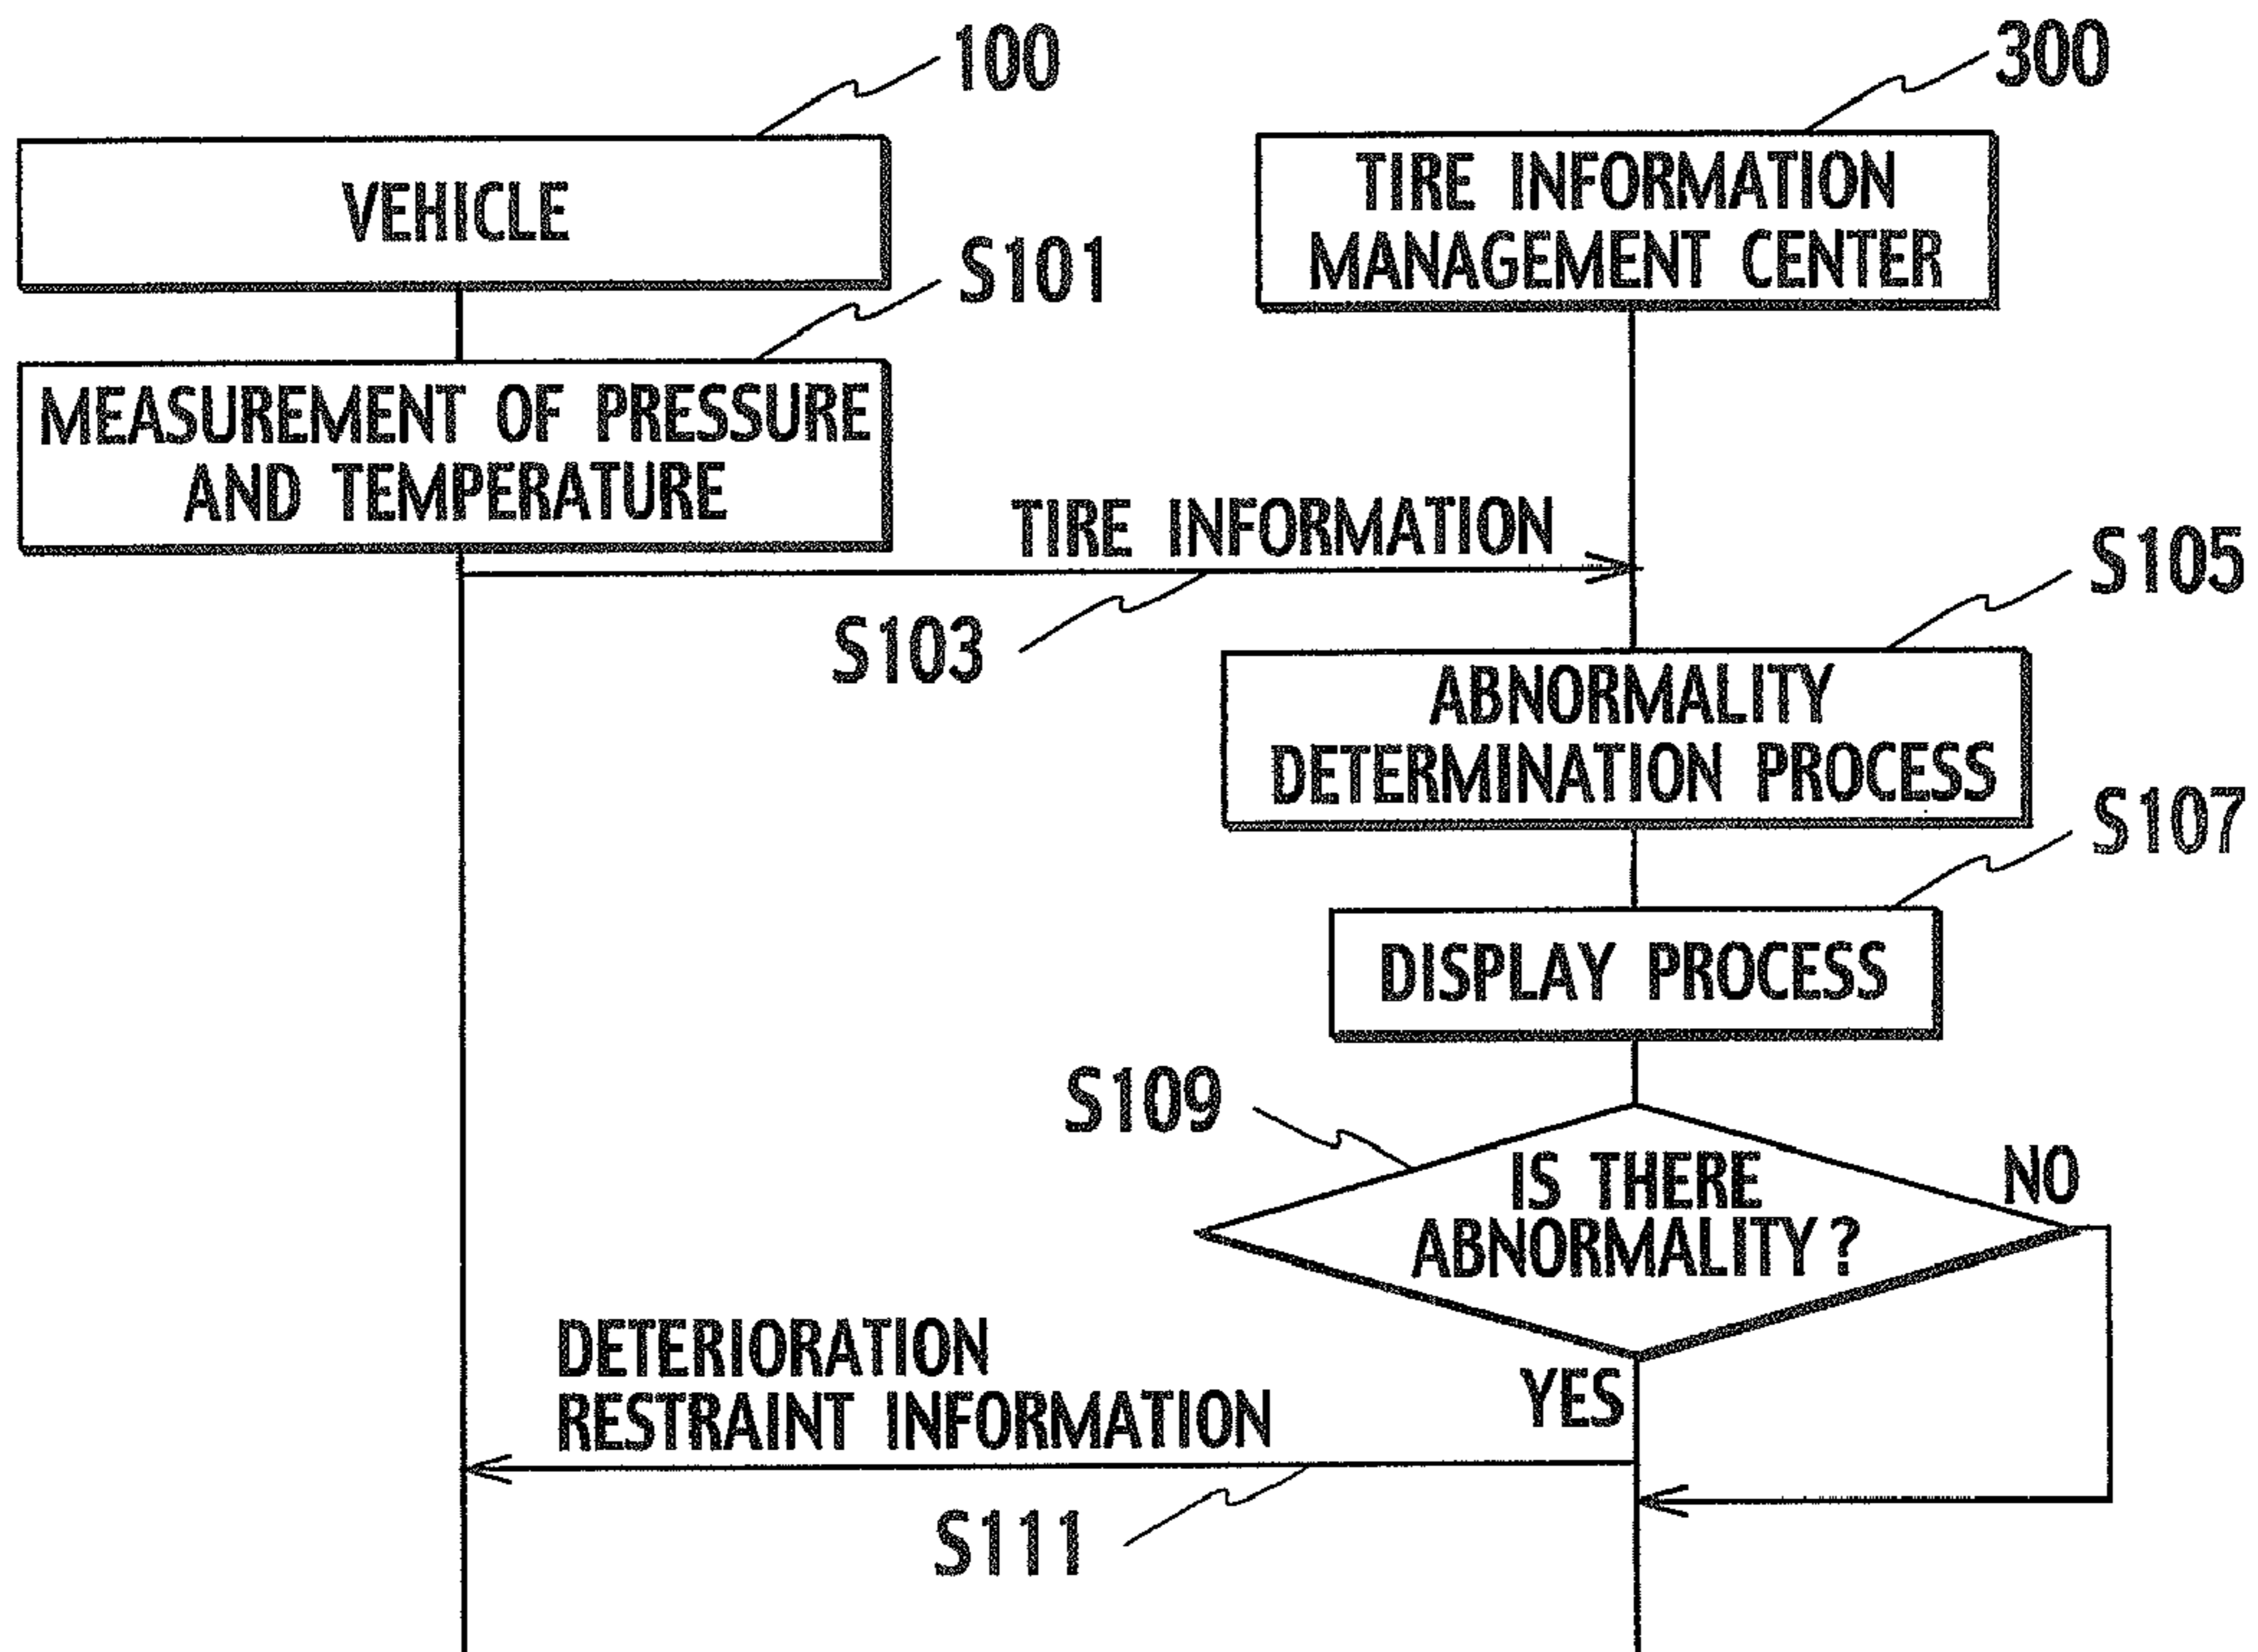 100
300
VEHICLE
TIRE INFORMATION
MANAGEMENT CENTER
S101
MEASUREMENT OF PRESSURE
AND TEMPERATURE
TIRE INFORMATION
S103
S105
ABNORMALITY
DETERMINATION PROCESS
S107
DISPLAY PROCESS
S109
IS THERE
ABNORMALITY?
NO
YES
DETERIORATION
RESTRAINT INFORMATION
S111